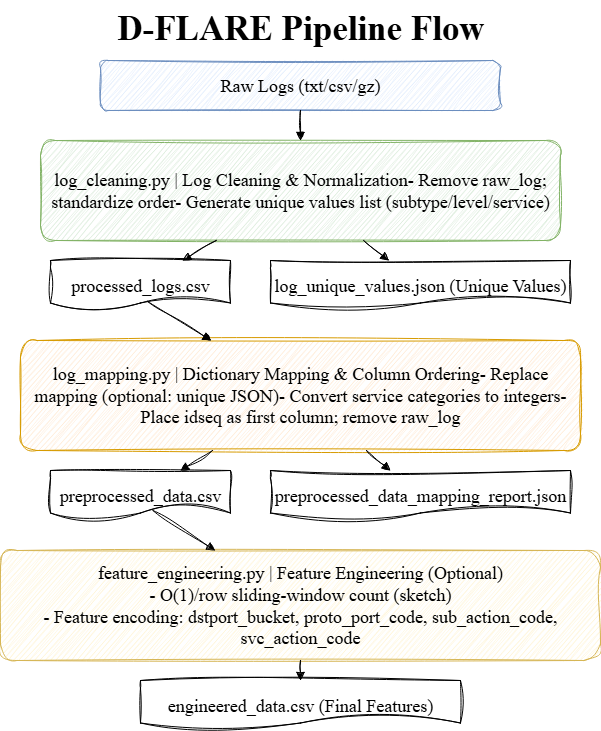 D-FLARE Pipeline Flow
Raw Logs (txt/csv/gz)
log_cleaning.py | Log Cleaning & Normalization- Remove raw_log;
standardize order- Generate unique values list (subtype/level/service)
processed_logs.csv
log_unique_values.json (Unique Values)
log_mapping.py | Dictionary Mapping & Column Ordering- Replace
mapping (optional: unique JSON)- Convert service categories to integers-
Place idseq as first column; remove raw_log
preprocessed_data.csv
preprocessed_data_mapping_report.json
feature_engineering.py | Feature Engineering (Optional)
- O(1)/row sliding-window count (sketch)
- Feature encoding: dstport_bucket, proto_port_code, sub_action_code,
svc_action_code
engineered_data.csv (Final Features)